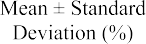 Mean ± Standard
Deviation (%)